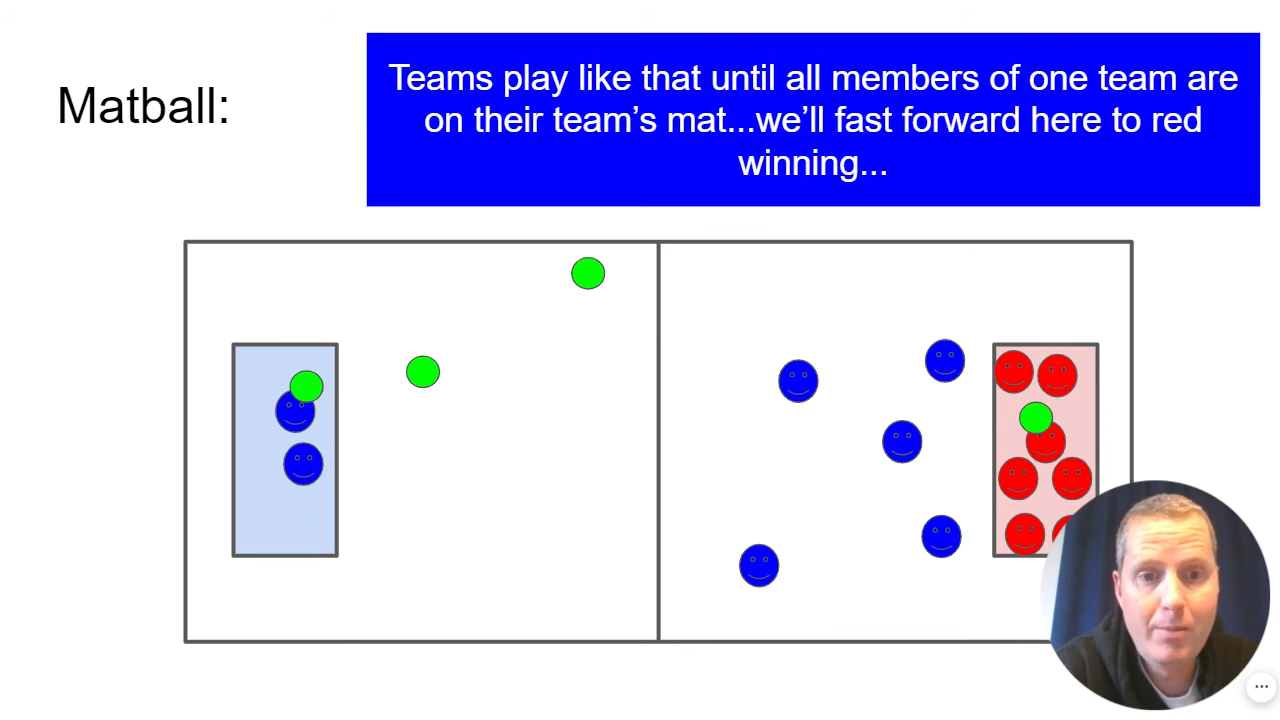 Matball:
Teams play like that until all members of one team are
on their team's mat...we'll fast forward here to red
winning...